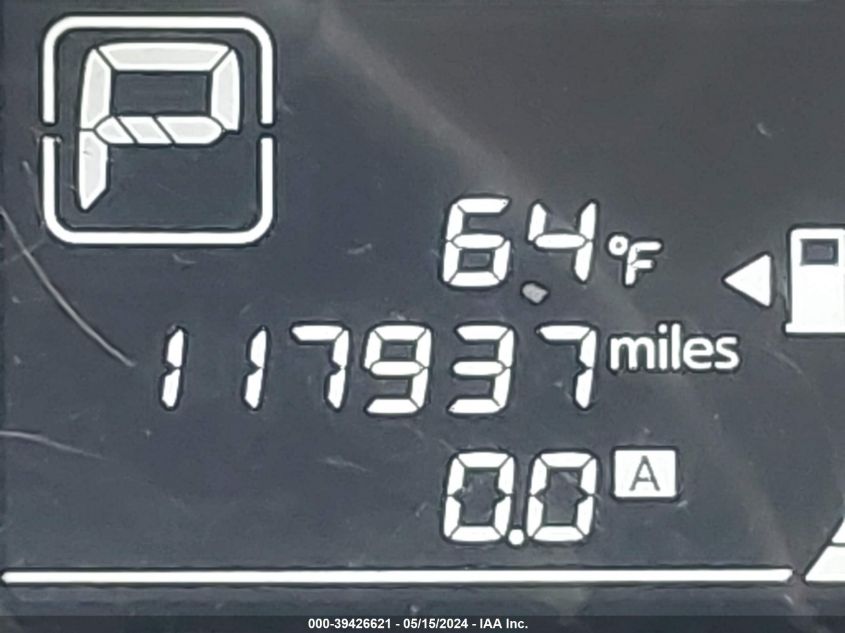 P
64°F
117937 miles
0.0 A
000-39426621 - 05/15/2024 - IAA Inc.